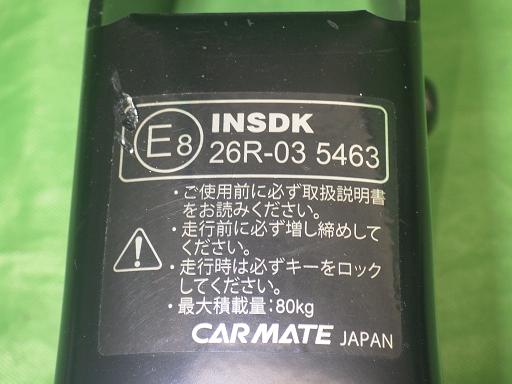 E8
INSDK
26R-03 5463
・ご使用前に必ず取扱説明書
をお読みください。
・走行前に必ず増し締めして
ください。
・走行時は必ずキーをロック
してください。
・最大積載量:80kg
CARMATE JAPAN